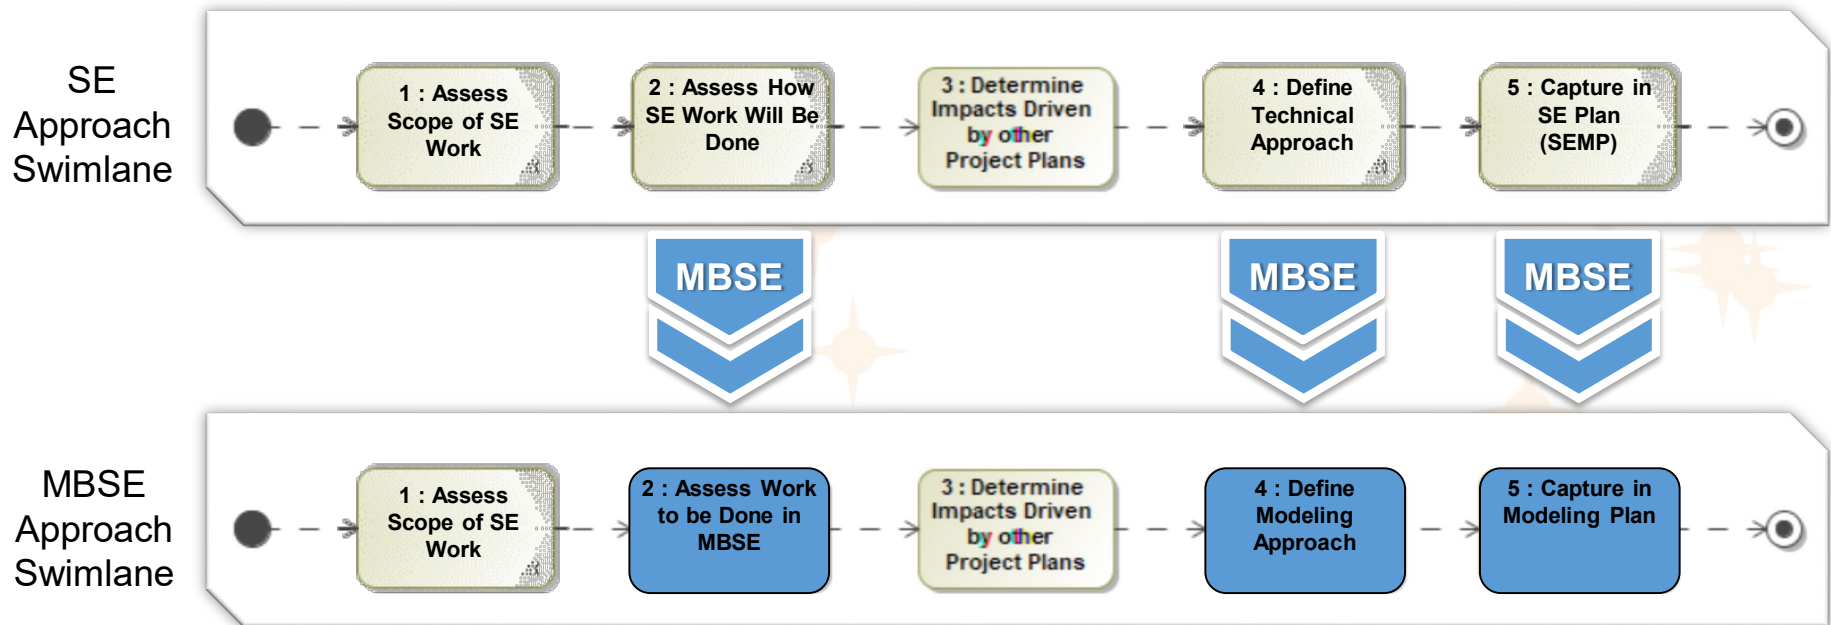 SE
Approach
Swimlane
1 : Assess
Scope of SE
Work
2 : Assess How
SE Work Will Be
Done
3 : Determine
Impacts Driven
by other
Project Plans
4 : Define
Technical
Approach
5 : Capture in
SE Plan
(SEMP)
MBSE
MBSE
MBSE
MBSE
Approach
Swimlane
1 : Assess
Scope of SE
Work
2 : Assess Work
to be Done in
MBSE
3 : Determine
Impacts Driven
by other
Project Plans
4 : Define
Modeling
Approach
5 : Capture in
Modeling Plan